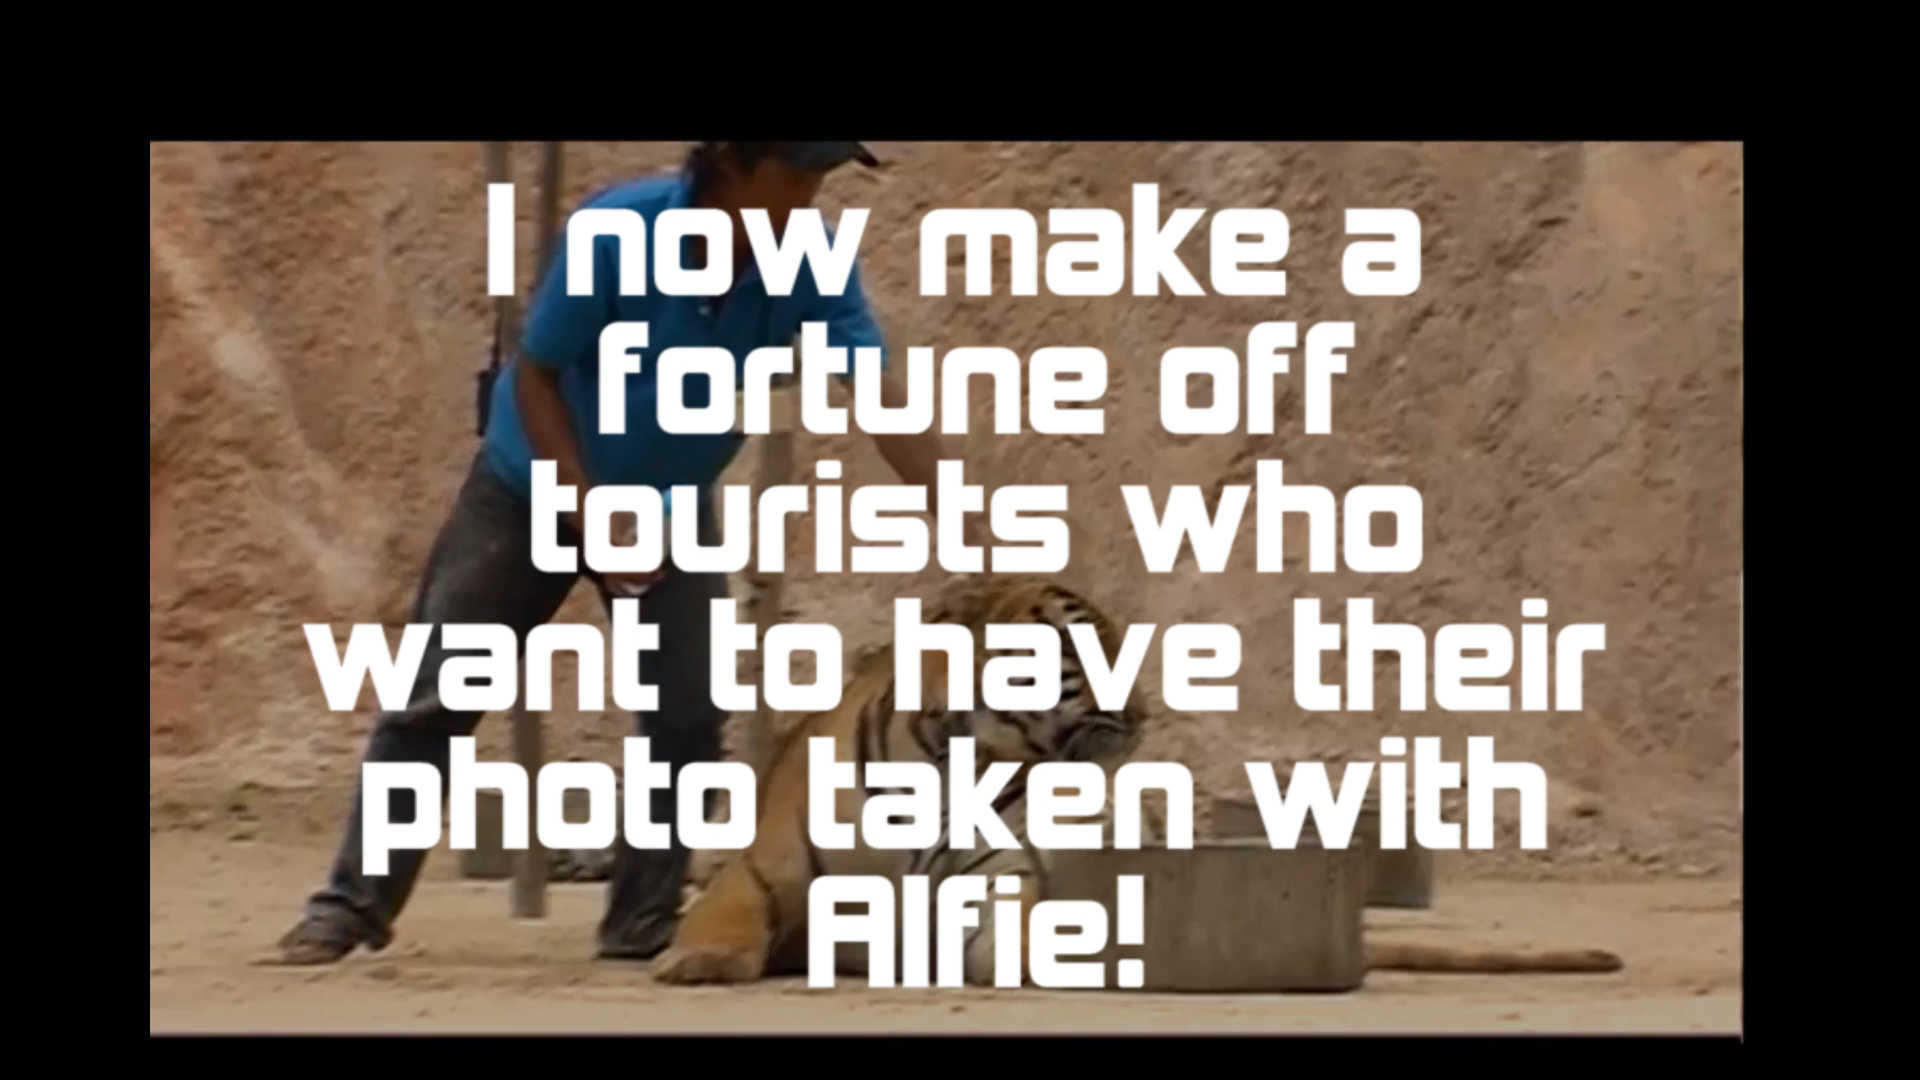 I now make a
fortune off
tourists who
want to have their
photo taken with
Alfie!